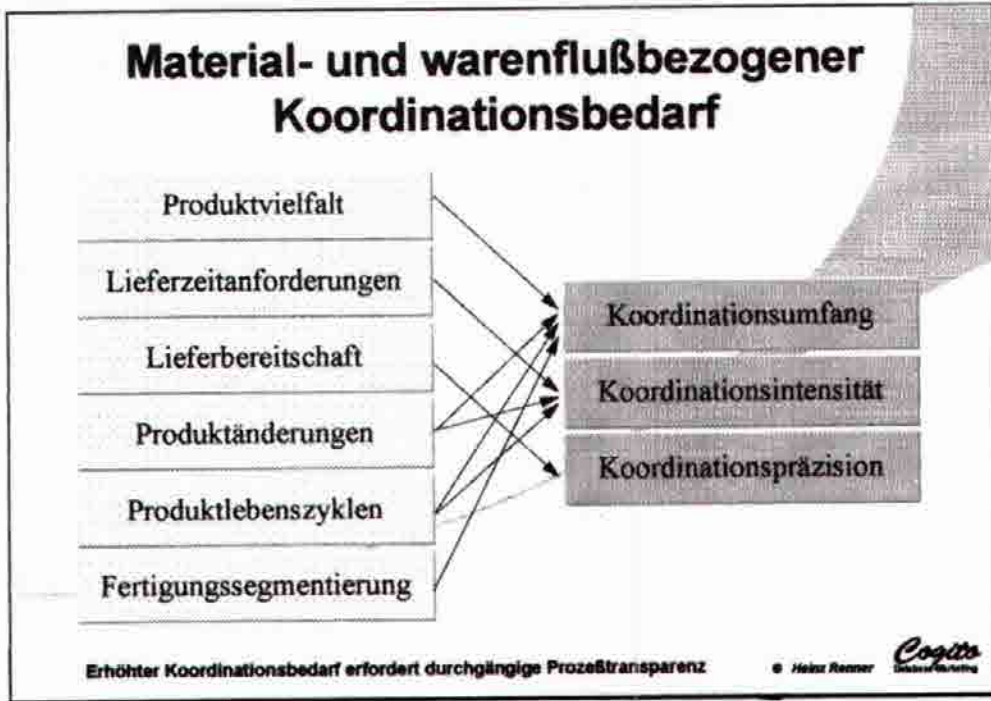 Material- und warenflußbezogener
Koordinationsbedarf
Produktvielfalt
Lieferzeitanforderungen
Lieferbereitschaft
Produktänderungen
Produktlebenszyklen
Fertigungssegmentierung
Koordinationsumfang
Koordinationsintensität
Koordinationspräzision
Erhöhter Koordinationsbedarf erfordert durchgängige Prozeßtransparenz
© Heinz Renner
Cogito